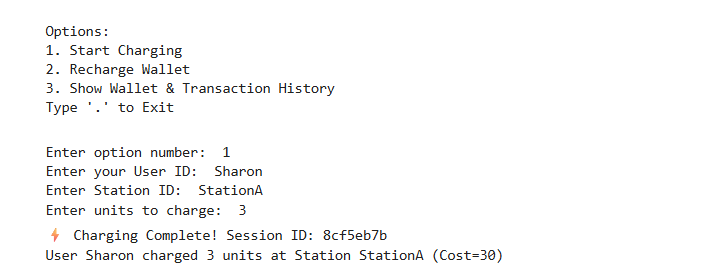 Options:
1. Start Charging
2. Recharge Wallet
3. Show Wallet & Transaction History
Type '.' to Exit
Enter option number:  1
Enter your User ID:  Sharon
Enter Station ID:  StationA
Enter units to charge:  3
⚡ Charging Complete! Session ID: 8cf5eb7b
User Sharon charged 3 units at Station StationA (Cost=30)